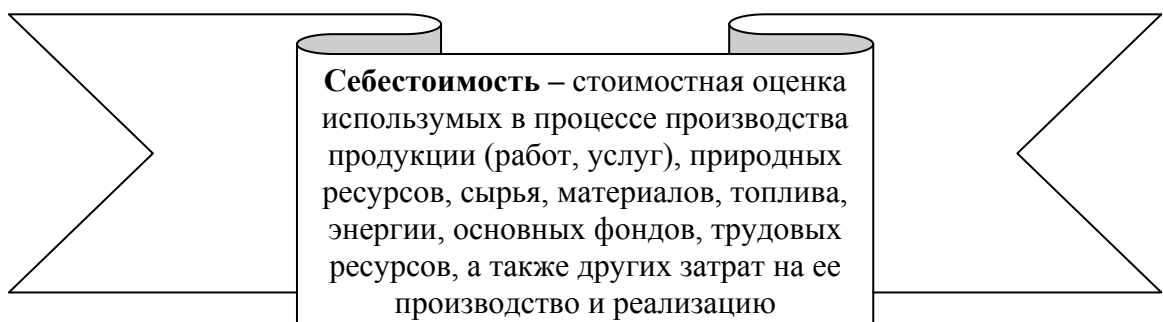 Себестоимость – стоимостная оценка
использумых в процессе производства
продукции (работ, услуг), природных
ресурсов, сырья, материалов, топлива,
энергии, основных фондов, трудовых
ресурсов, а также других затрат на ее
производство и реализацию